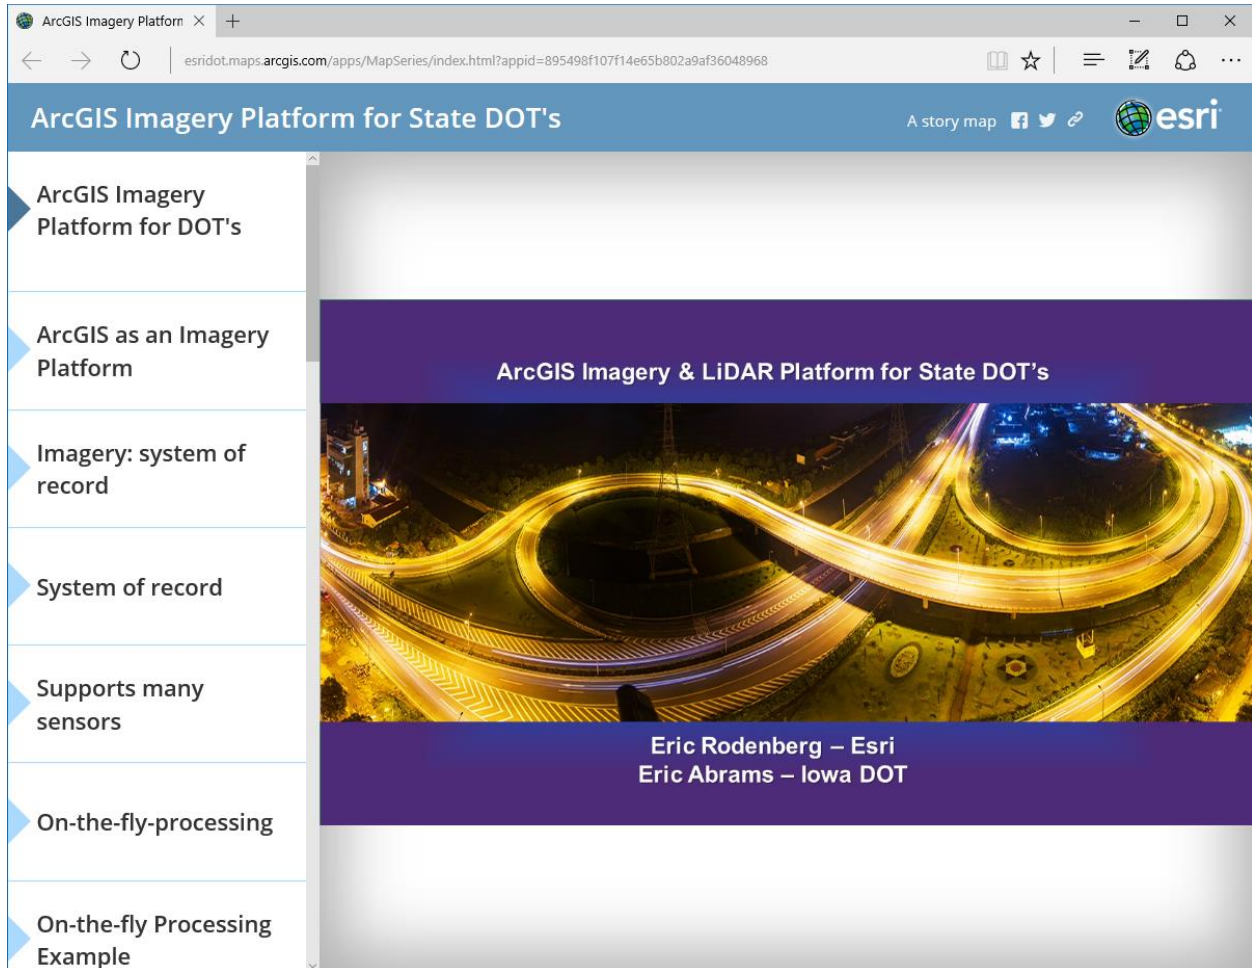 ArcGIS Imagery Platforn
esridot.maps.arcgis.com/apps/MapSeries/index.html?appid=895498f107f14e65b802a9af36048968
ArcGIS Imagery Platform for State DOT's
A story map
esri
ArcGIS Imagery
Platform for DOT's
ArcGIS as an Imagery
Platform
Imagery: system of
record
System of record
Supports many
sensors
On-the-fly-processing
On-the-fly Processing
Example
ArcGIS Imagery & LiDAR Platform for State DOT’s
Eric Rodenberg – Esri
Eric Abrams – Iowa DOT